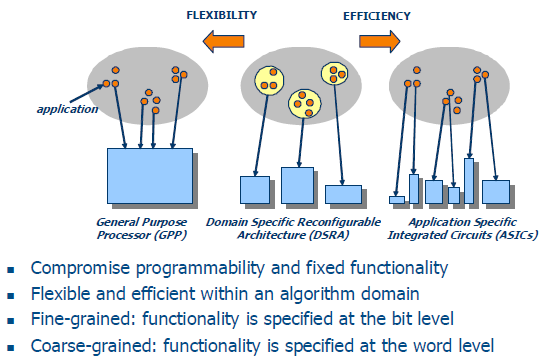 FLEXIBILITY
EFFICIENCY
application
General Purpose
Processor (GPP)
Domain Specific Reconfigurable
Architecture (DSRA)
Application Specific
Integrated Circuits (ASICs)
Compromise programmability and fixed functionality
Flexible and efficient within an algorithm domain
Fine-grained: functionality is specified at the bit level
Coarse-grained: functionality is specified at the word level